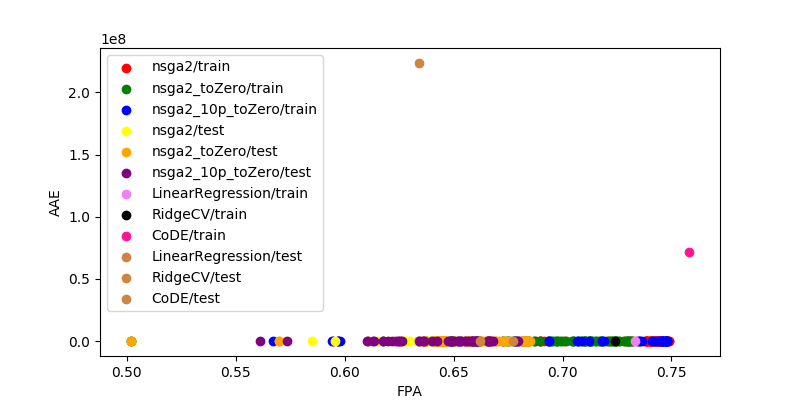 1e8
2.0
1.5
1.0
0.5
0.0
AAE
nsga2/train
nsga2_toZero/train
nsga2_10p_toZero/train
nsga2/test
nsga2_toZero/test
nsga2_10p_toZero/test
LinearRegression/train
RidgeCV/train
CoDE/train
LinearRegression/test
RidgeCV/test
CoDE/test
0.50 0.55 0.60 0.65 0.70 0.75
FPA